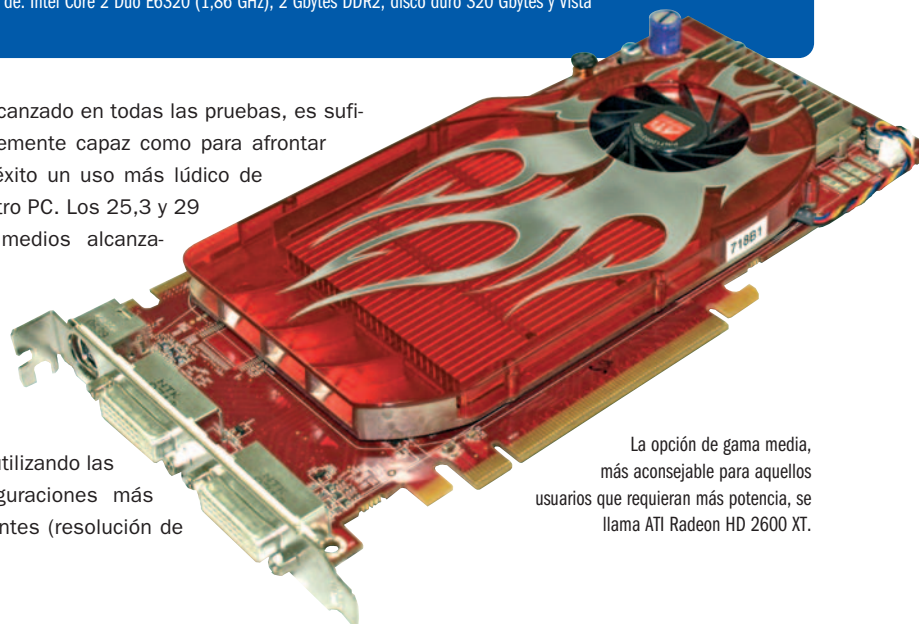 de: Intel Core 2 Duo E6320 (1,86 GHz), 2 Gbytes DDR2, disco duro 320 Gbytes y Vista
canzado en todas las pruebas, es sufi-
emente capaz como para afrontar
éxito un uso más lúdico de
tro PC. Los 25,3 y 29
medios alcanza-
utilizando las
guraciones más
ntes (resolución de
718B1
ATI
La opción de gama media,
más aconsejable para aquellos
usuarios que requieran más potencia, se
llama ATI Radeon HD 2600 XT.